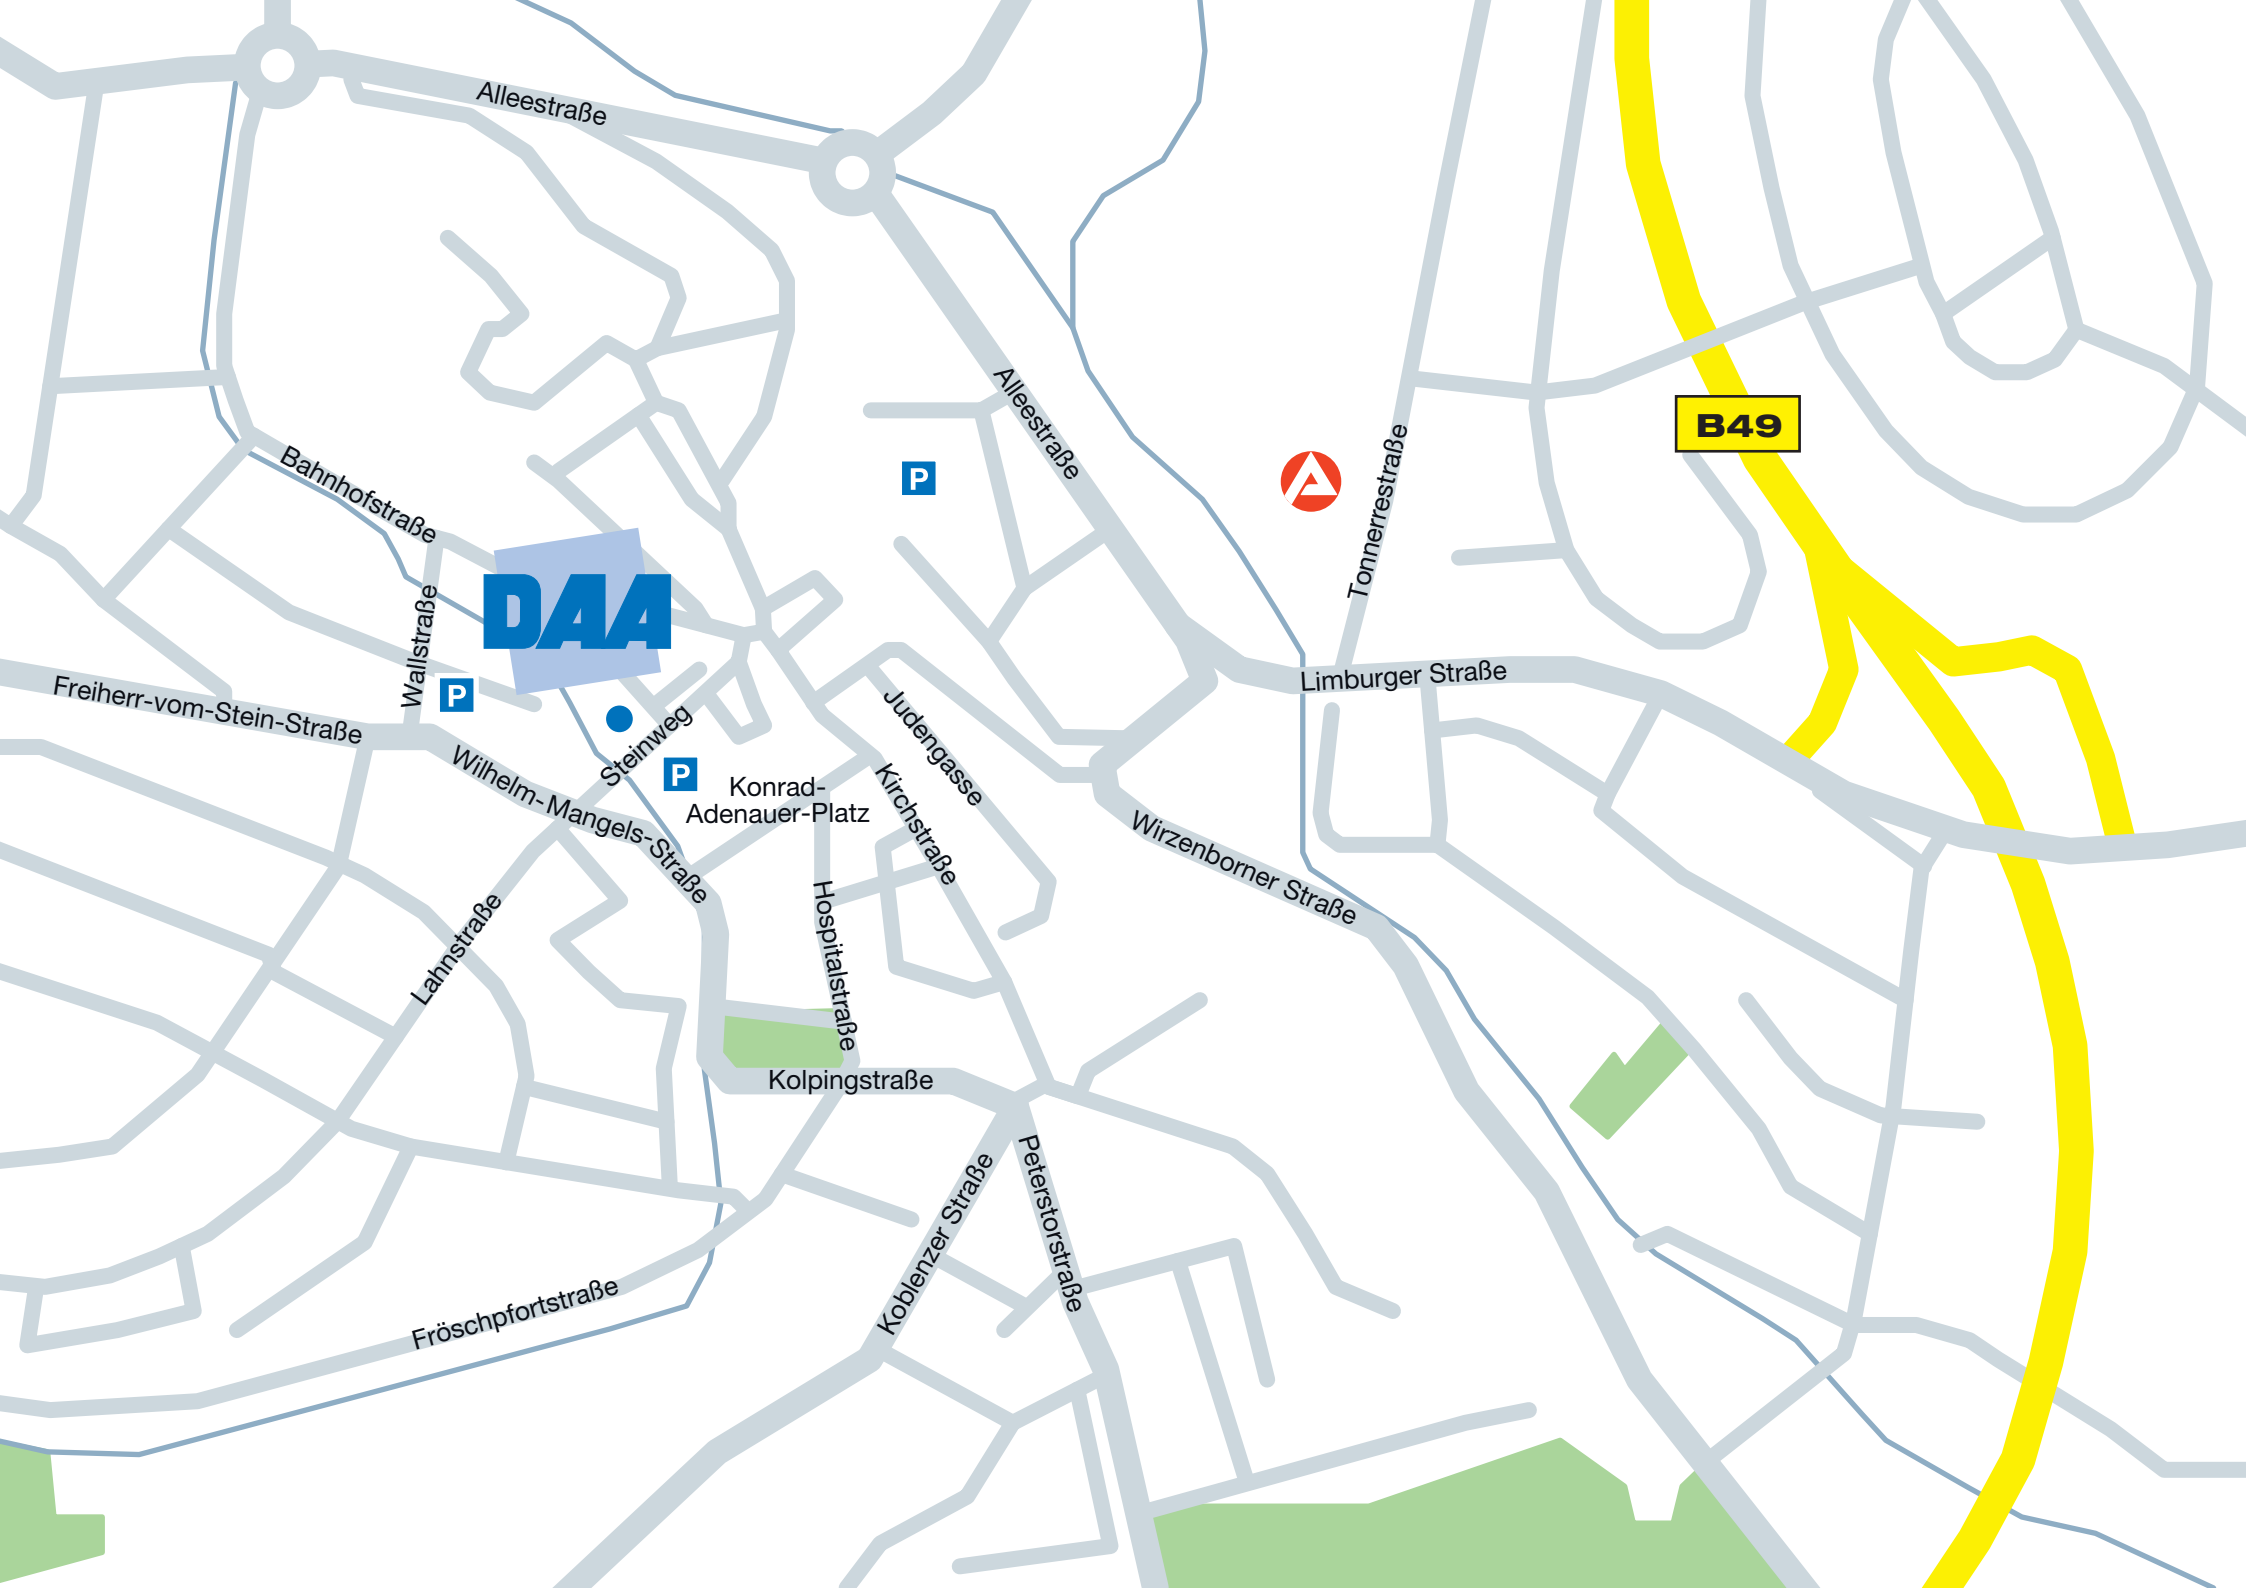 Alleestraße
Alleestraße
B49
Bahnhofstraße
P
Tonnerrestraße
DAA
Wallstraße
P
Freiherr-vom-Stein-Straße
Limburger Straße
Steinweg
Judengasse
P
Wilhelm-Mangels-Straße
Konrad-
Adenauer-Platz
Kirchstraße
Wirzenborner Straße
Lahnstraße
Hospitalstraße
Kolpingstraße
Koblenzer Straße
Peterstorstraße
Fröschpfortstraße